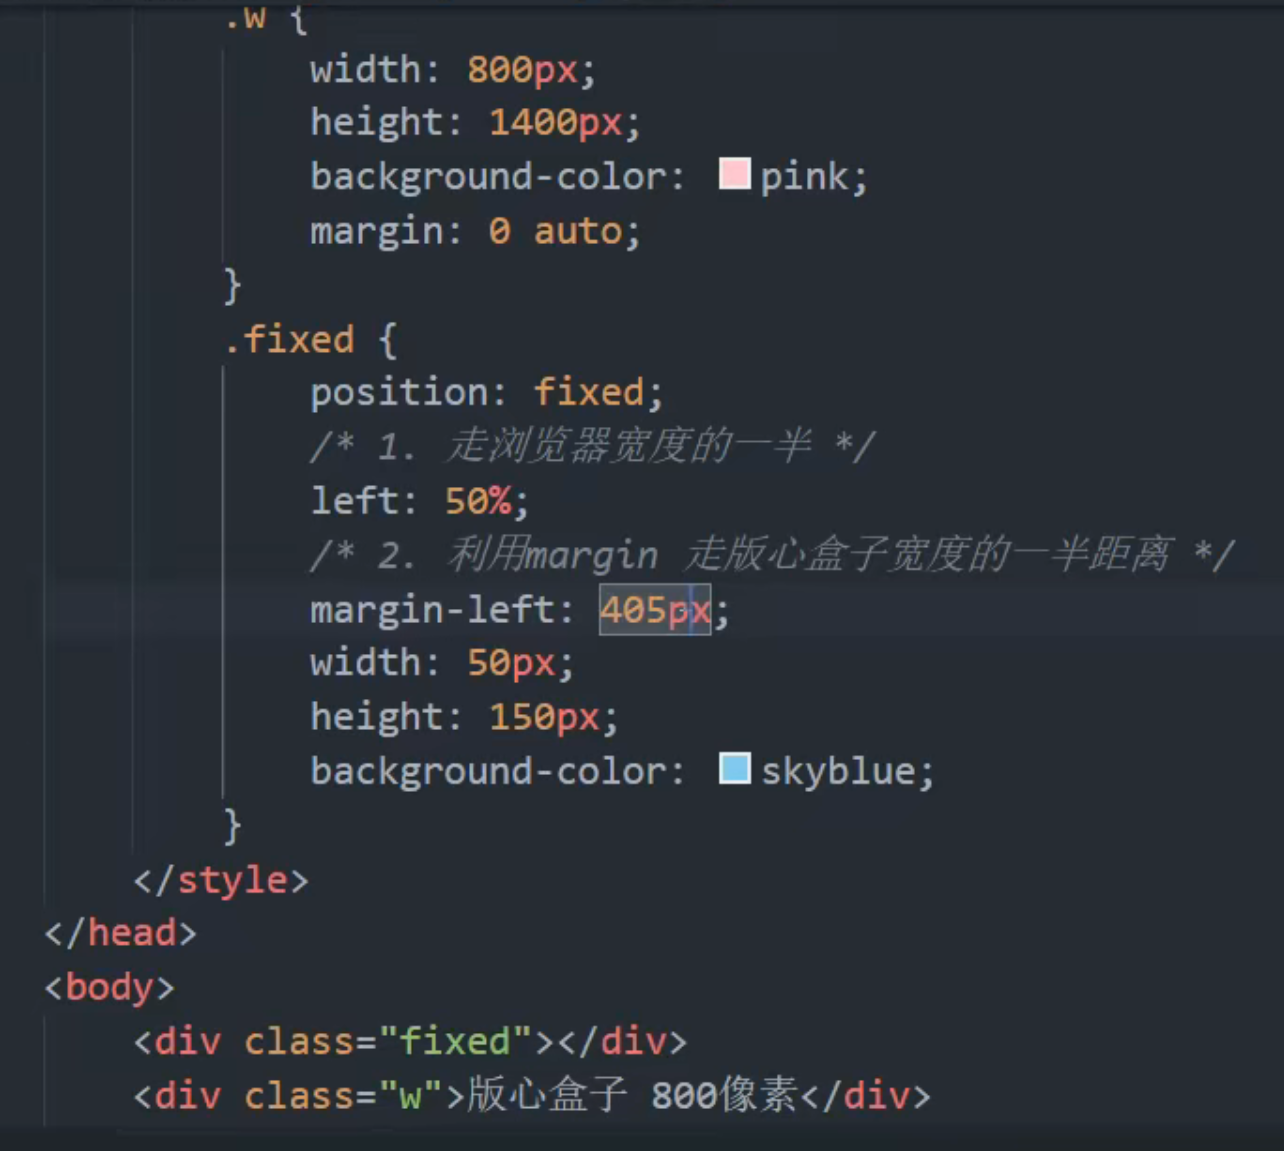 .w {
width: 800px;
height: 1400px;
background-color: pink;
margin: 0 auto;
}
.fixed {
position: fixed;
/* 1. 走浏览器宽度的一半 */
left: 50%;
/* 2. 利用margin 走版心盒子宽度的一半距离 */
margin-left: 405px;
width: 50px;
height: 150px;
background-color: skyblue;
}
</style>
</head>
<body>
<div class="fixed"></div>
<div class="w">版心盒子 800像素</div>